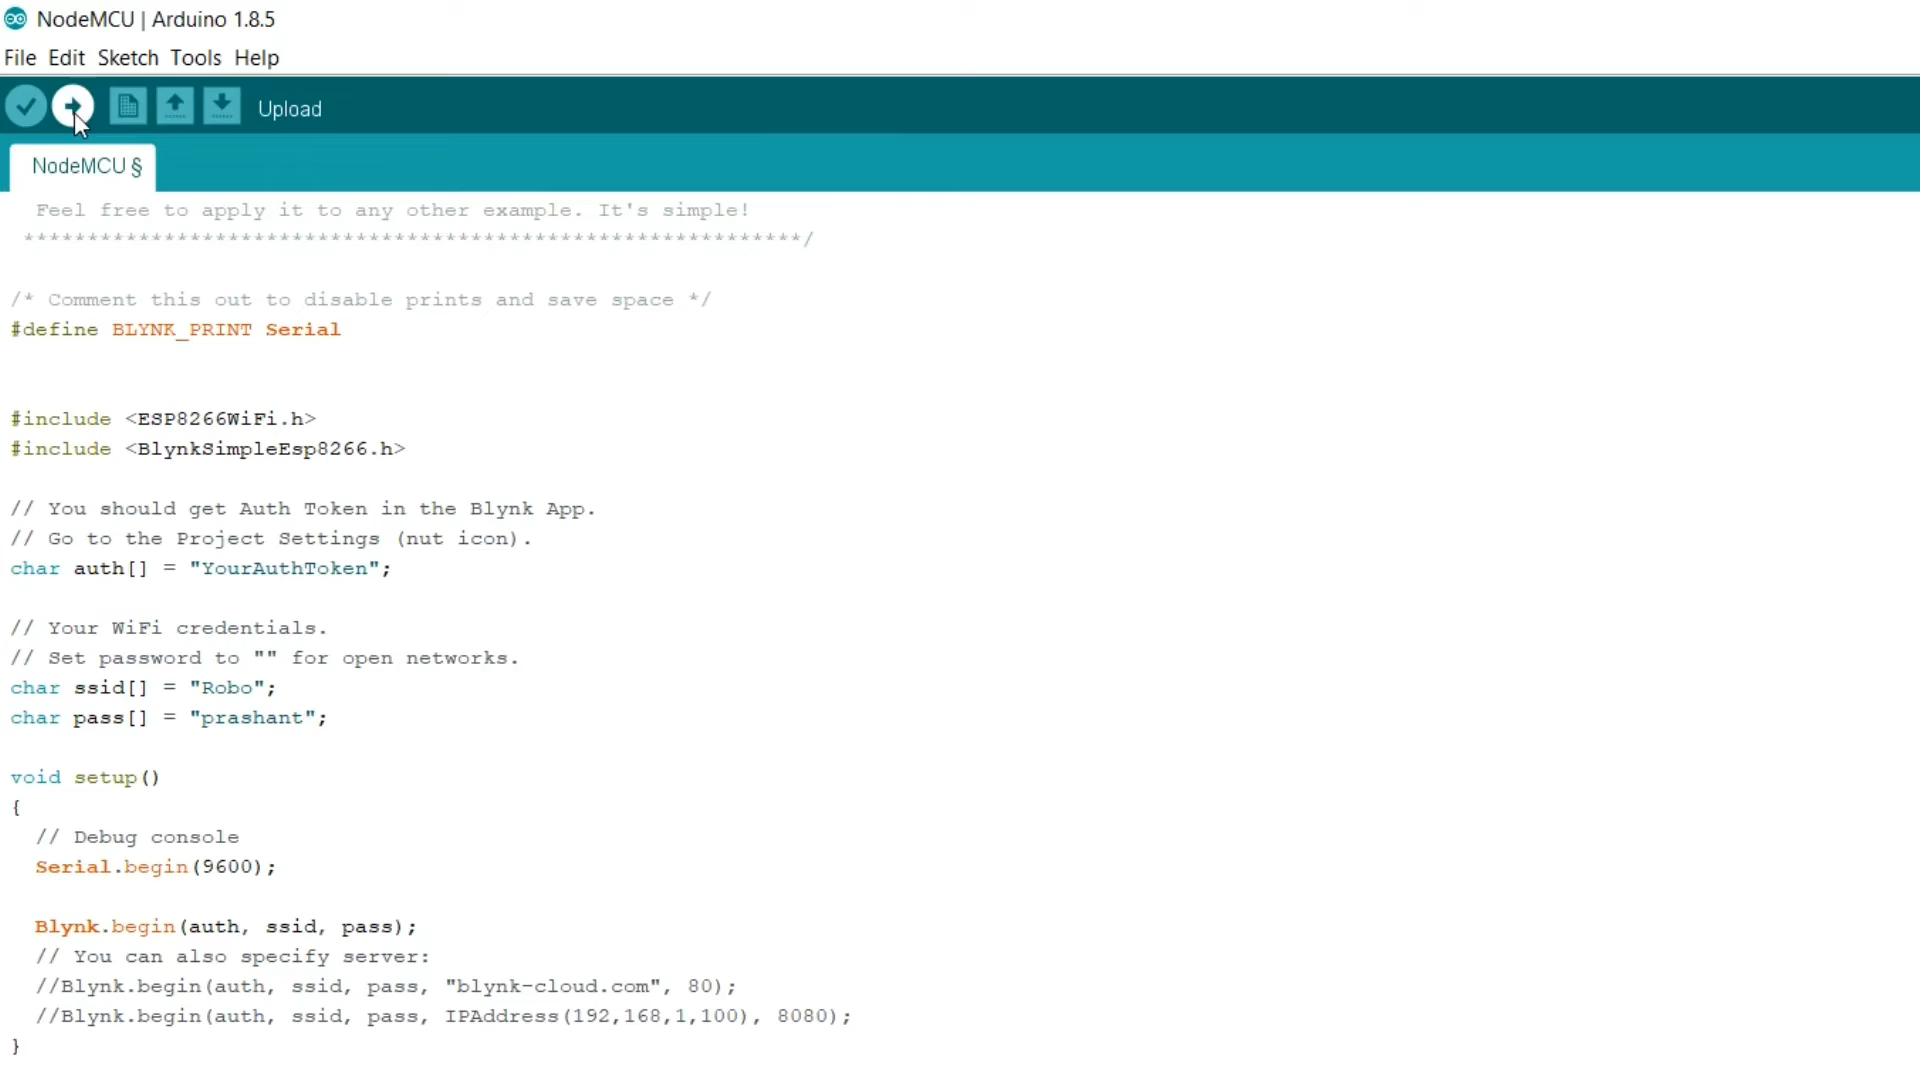 NodeMCU | Arduino 1.8.5
File Edit Sketch Tools Help
Upload
NodeMCU §
Feel free to apply it to any other example. It's simple!
*************************************************************/
/* Comment this out to disable prints and save space */
#define BLYNK_PRINT Serial
#include <ESP8266WiFi.h>
#include <BlynkSimpleEsp8266.h>
// You should get Auth Token in the Blynk App.
// Go to the Project Settings (nut icon).
char auth[] = "YourAuthToken";
// Your WiFi credentials.
// Set password to "" for open networks.
char ssid[] = "Robo";
char pass[] = "prashant";
void setup()
{
// Debug console
Serial.begin(9600);
Blynk.begin(auth, ssid, pass);
// You can also specify server:
//Blynk.begin(auth, ssid, pass, "blynk-cloud.com", 80);
//Blynk.begin(auth, ssid, pass, IPAddress(192,168,1,100), 8080);
}